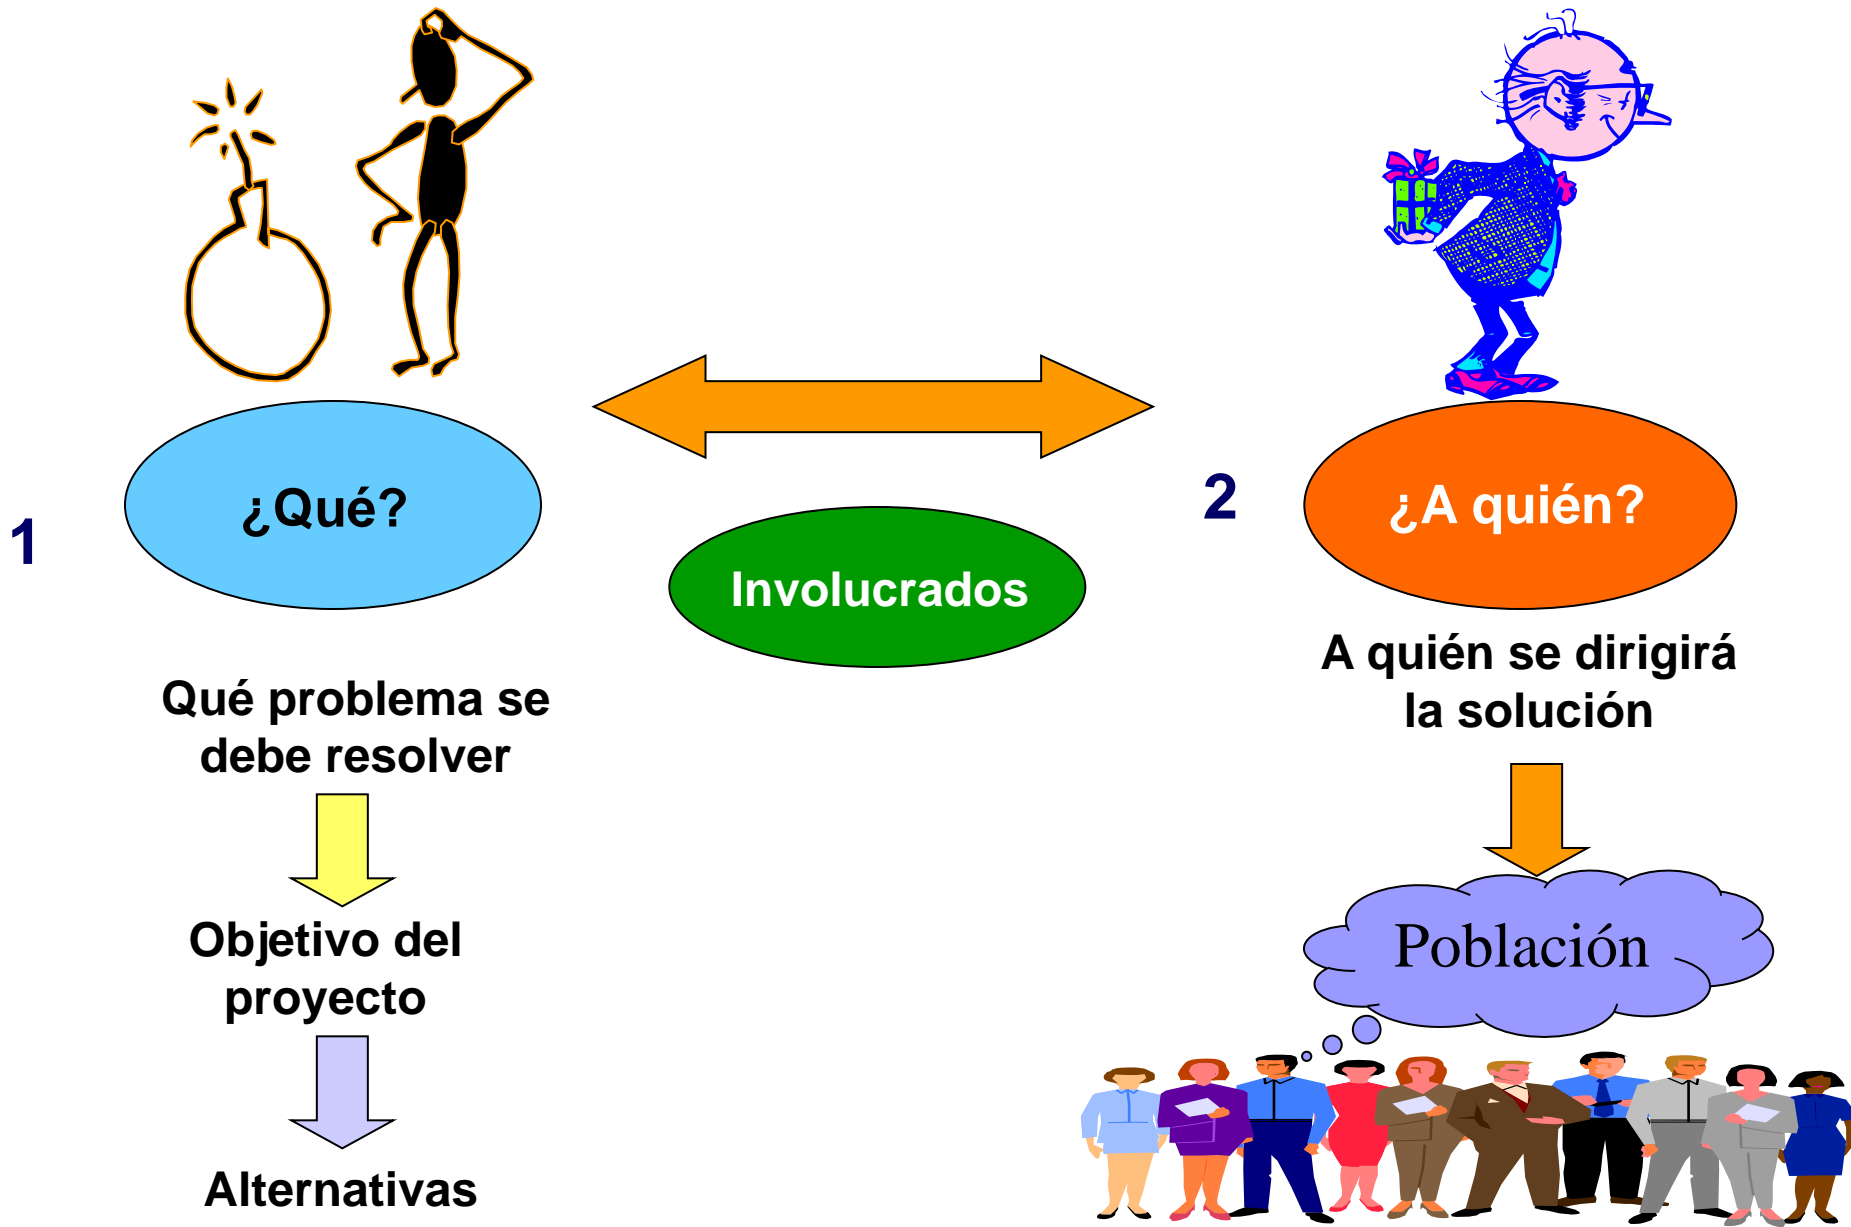 1
¿Qué?
Qué problema se
debe resolver
Objetivo del
proyecto
Alternativas
Involucrados
2
¿A quién?
A quién se dirigirá
la solución
Población